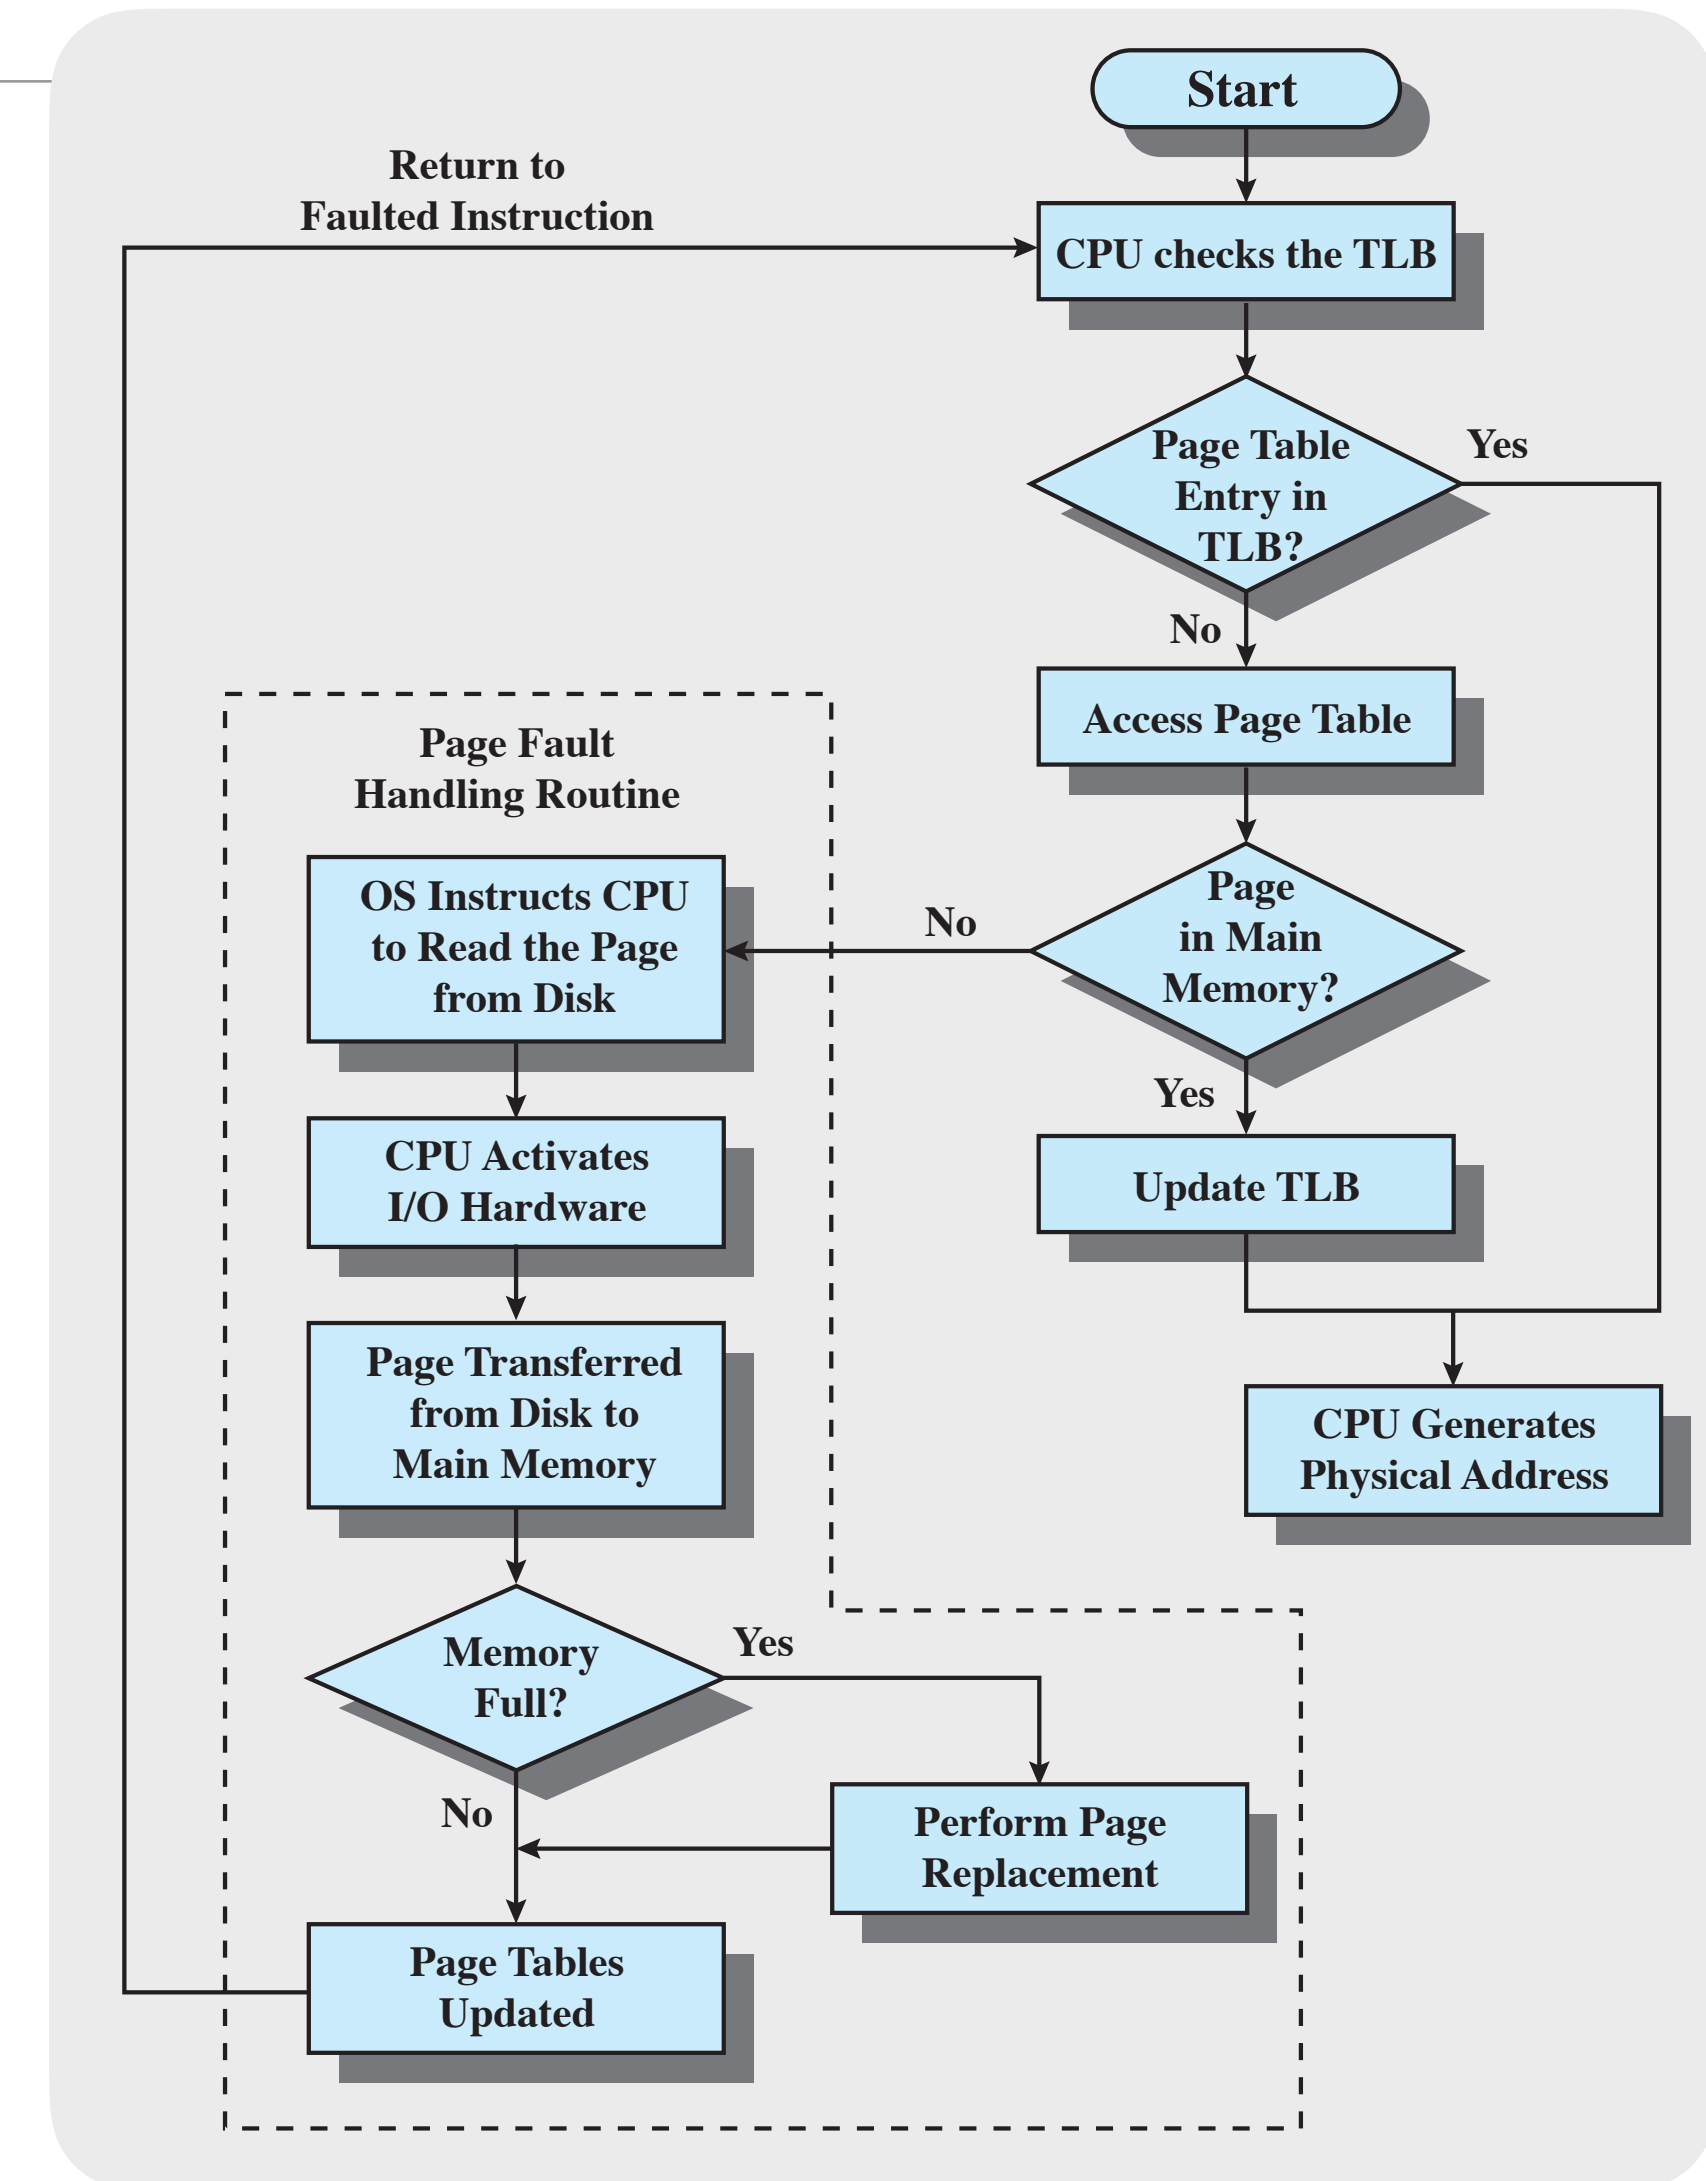 Start
Return to
Faulted Instruction
CPU checks the TLB
Page Table
Entry in
TLB?
Yes
No
Access Page Table
Page Fault
Handling Routine
OS Instructs CPU
to Read the Page
from Disk
No
Page
in Main
Memory?
Yes
CPU Activates
I/O Hardware
Update TLB
Page Transferred
from Disk to
Main Memory
CPU Generates
Physical Address
Memory
Full?
Yes
No
Perform Page
Replacement
Page Tables
Updated